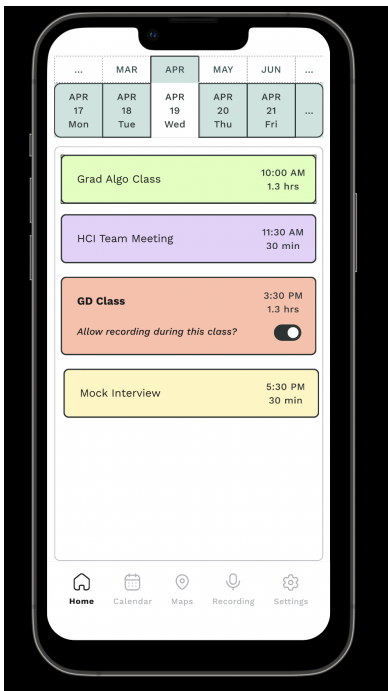 ... MAR APR MAY JUN ...
APR APR APR APR APR
17 18 19 20 21 ...
Mon Tue Wed Thu Fri
Grad Algo Class
10:00 AM
1.3 hrs
HCI Team Meeting
11:30 AM
30 min
GD Class
3:30 PM
1.3 hrs
Allow recording during this class?
Mock Interview
5:30 PM
30 min
Home Calendar Maps Recording Settings